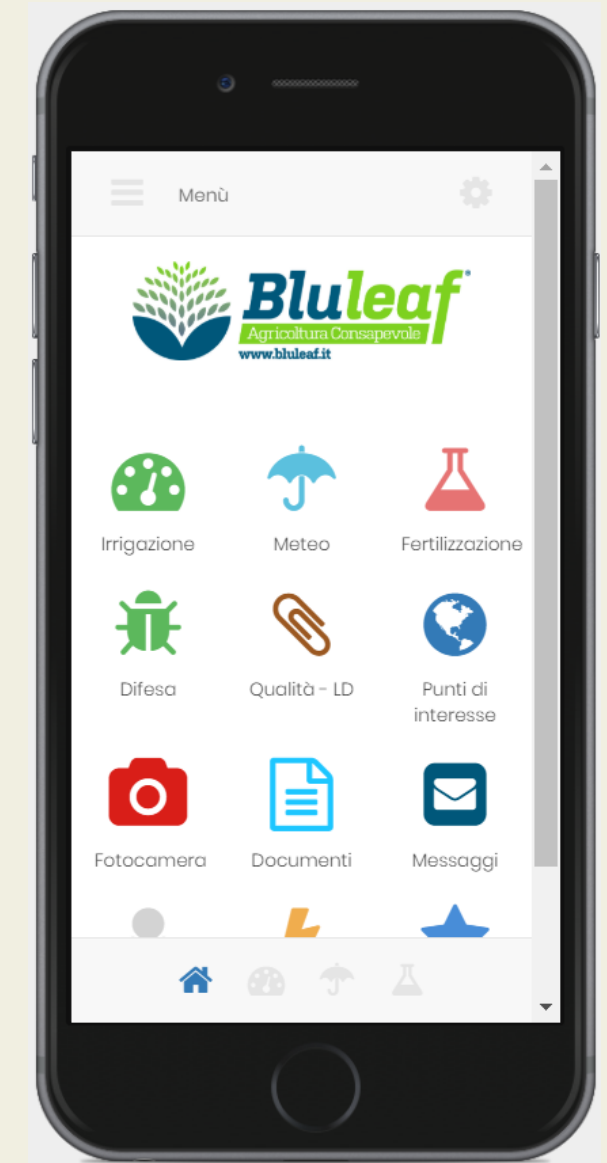 Menù
Bluleaf®
Agricoltura Consapevole
www.bluleaf.it
Irrigazione Meteo Fertilizzazione
Difesa Qualità - LD Punti di
interesse
Fotocamera Documenti Messaggi